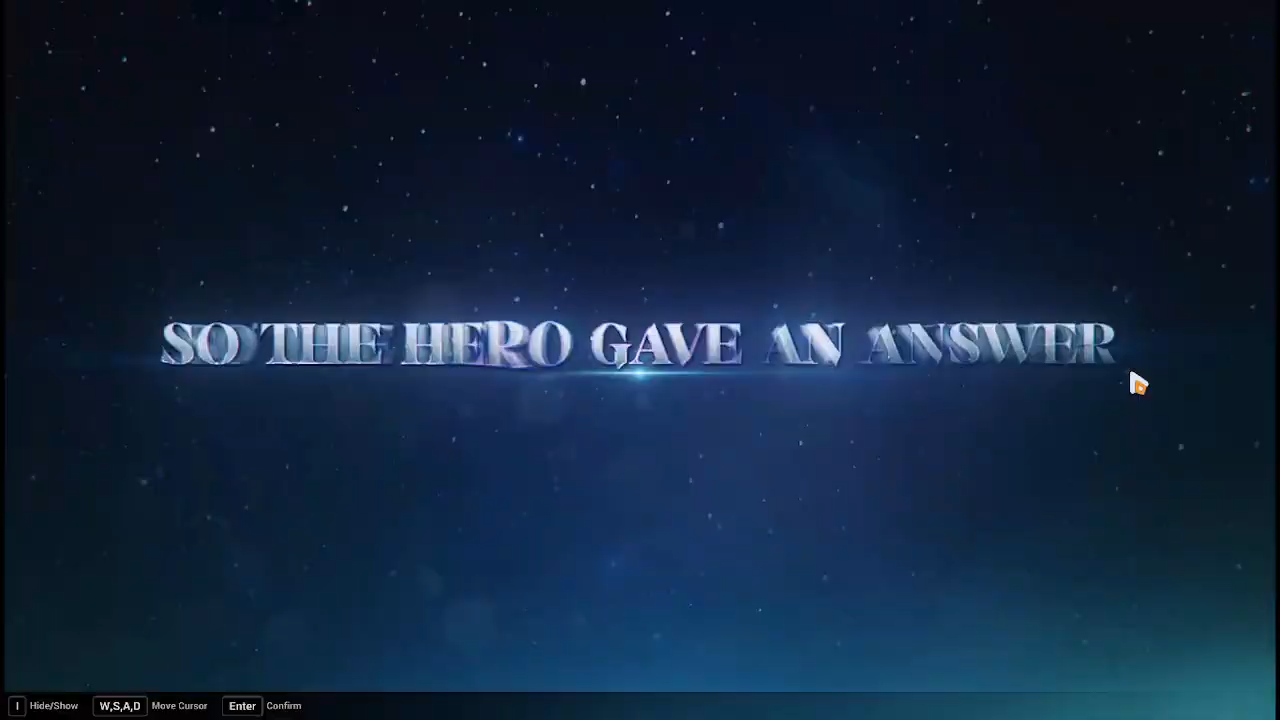 SO THE HERO GAVE AN ANSWER
I Hide/Show W,S,A,D Move Cursor Enter Confirm